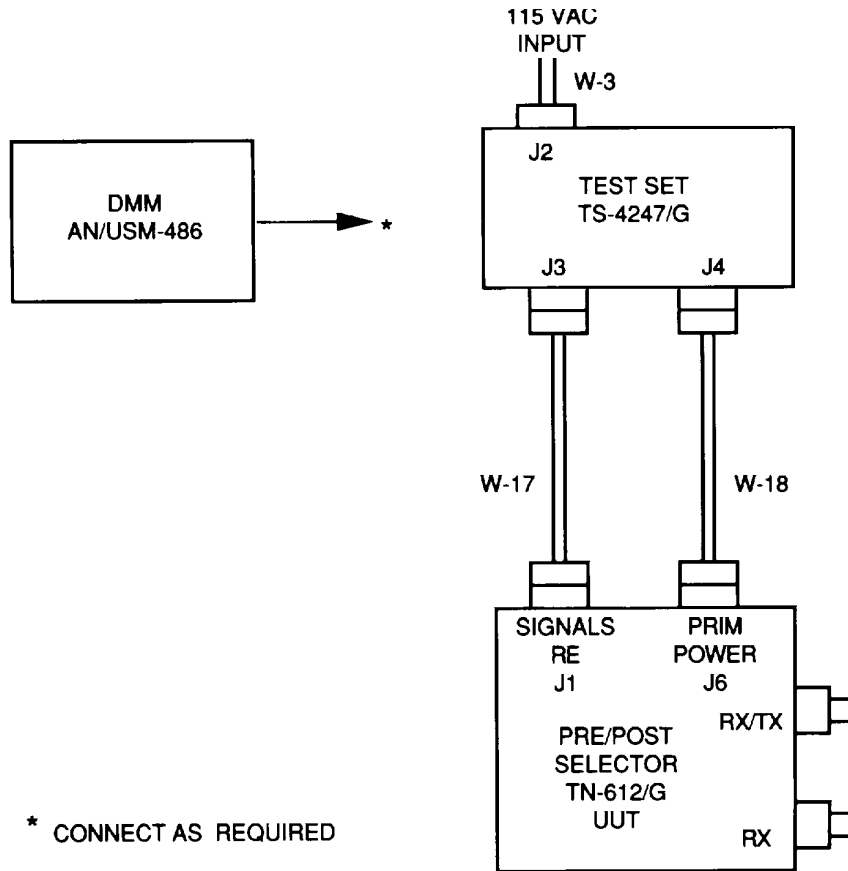 115 VAC
INPUT
W-3
J2
DMM
AN/USM-486
*
TEST SET
TS-4247/G
J3
J4
W-17
W-18
SIGNALS
RE
J1
PRIM
POWER
J6
RX/TX
PRE/POST
SELECTOR
TN-612/G
UUT
RX
* CONNECT AS REQUIRED